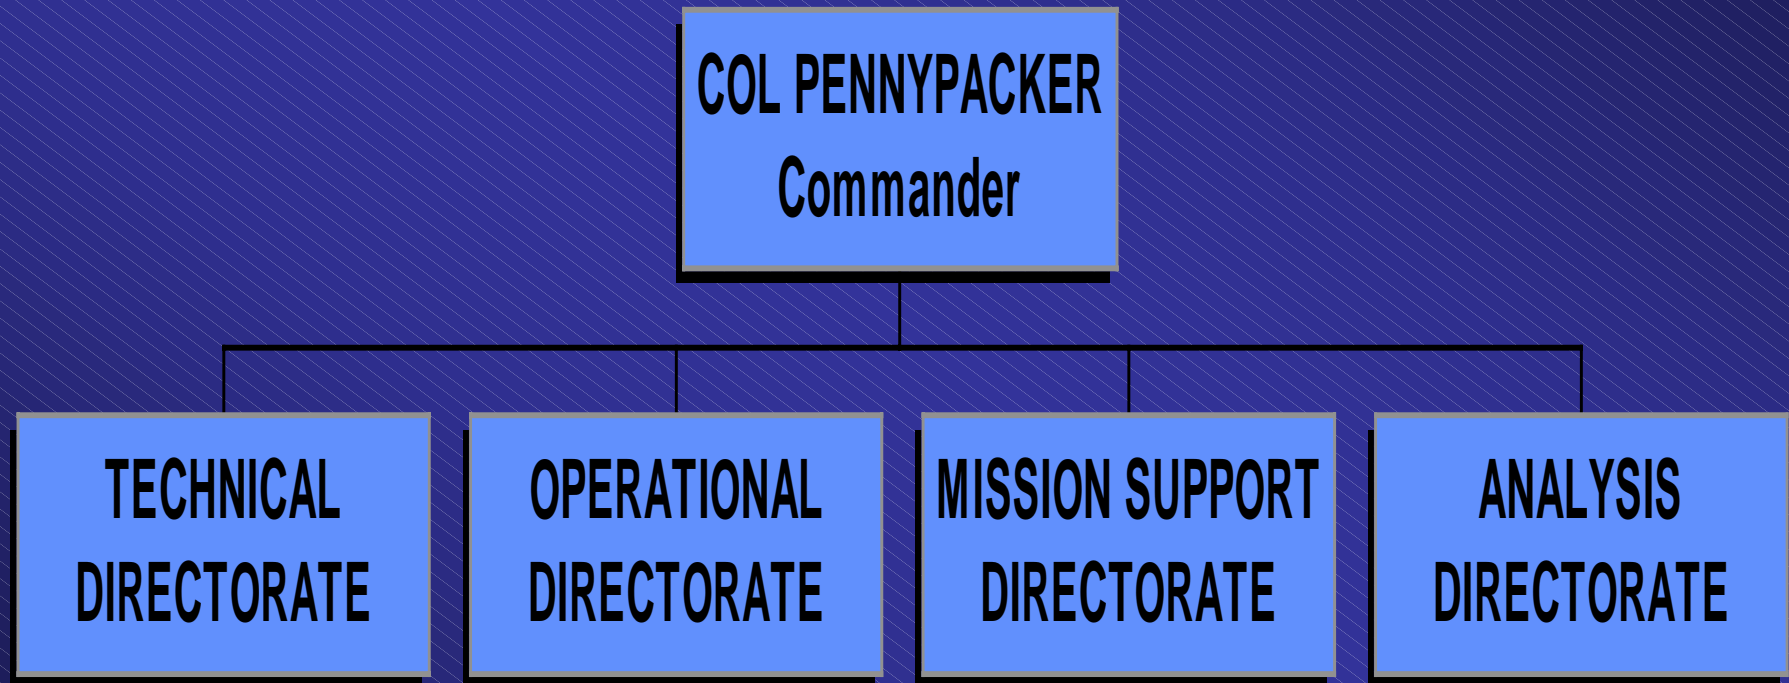 COL PENNYPACKER
Commander
TECHNICAL
DIRECTORATE
OPERATIONAL
DIRECTORATE
MISSION SUPPORT
DIRECTORATE
ANALYSIS
DIRECTORATE